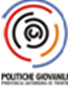 POLITICHE GIOVANILI
PROVINCIA AUTONOMA DI TRENTO